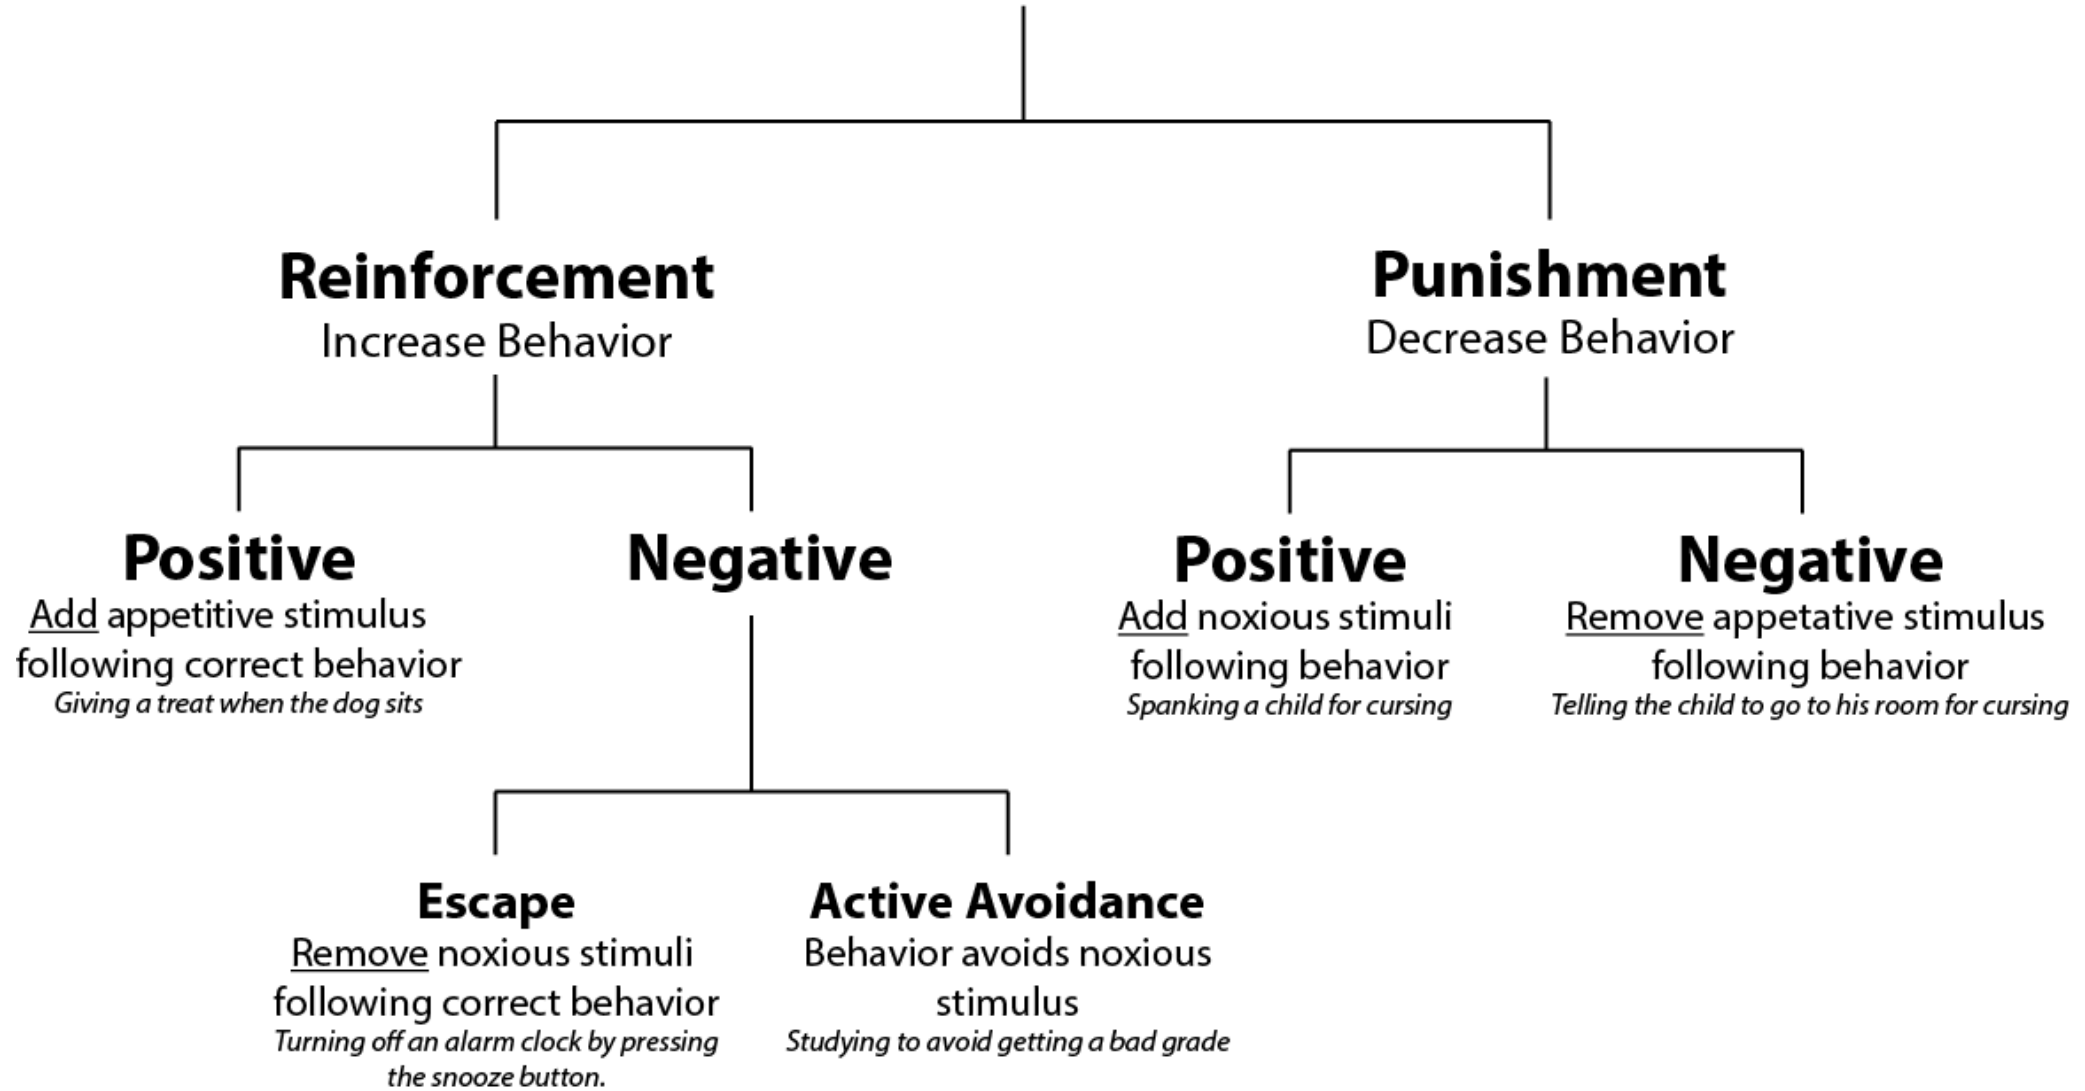 Reinforcement
Increase Behavior
Punishment
Decrease Behavior
Positive
Add appetitive stimulus
following correct behavior
Giving a treat when the dog sits
Negative
Positive
Add noxious stimuli
following behavior
Spanking a child for cursing
Negative
Remove appetative stimulus
following behavior
Telling the child to go to his room for cursing
Escape
Remove noxious stimuli
following correct behavior
Turning off an alarm clock by pressing
the snooze button.
Active Avoidance
Behavior avoids noxious
stimulus
Studying to avoid getting a bad grade